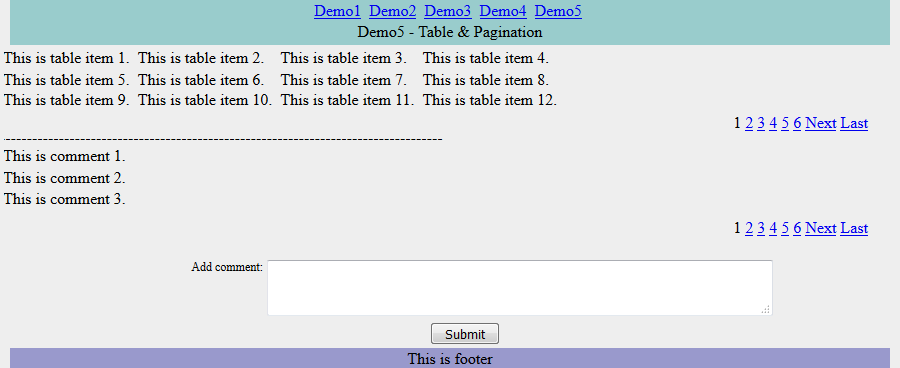 Demo1 Demo2 Demo3 Demo4 Demo5
Demo5 - Table & Pagination
This is table item 1. This is table item 2. This is table item 3. This is table item 4.
This is table item 5. This is table item 6. This is table item 7. This is table item 8.
This is table item 9. This is table item 10. This is table item 11. This is table item 12.
1 2 3 4 5 6 Next Last
This is comment 1.
This is comment 2.
This is comment 3.
1 2 3 4 5 6 Next Last
Add comment:
Submit
This is footer